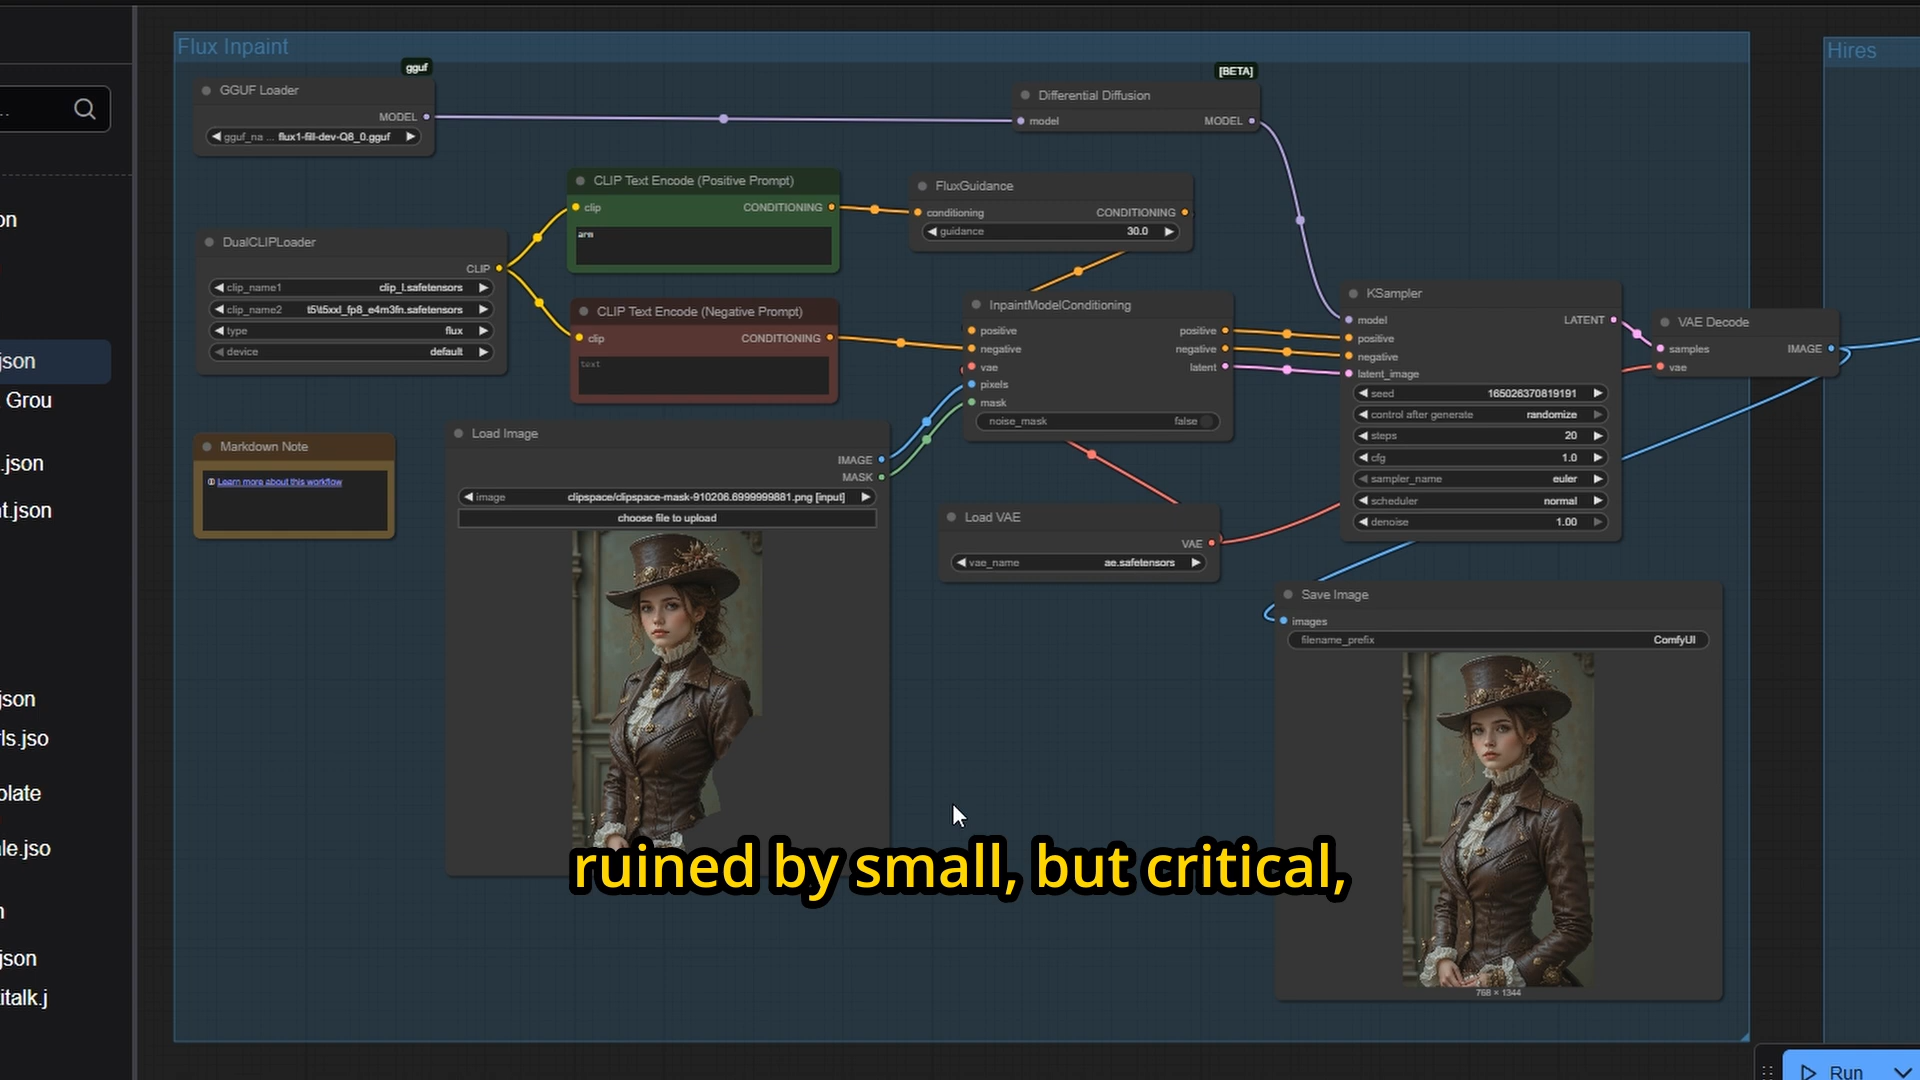 Flux Inpaint
Hires
gguf
GGUF Loader
MODEL
gguf_na ... flux1-fill-dev-Q8_0.gguf
[BETA]
Differential Diffusion
model MODEL
CLIP Text Encode (Positive Prompt)
clip CONDITIONING
arm
FluxGuidance
conditioning CONDITIONING
guidance 30.0
DualCLIPLoader
CLIP
clip_name1 clip_l.safetensors
clip_name2 t5\t5xxl_fp8_e4m3fn.safetensors
type flux
device default
CLIP Text Encode (Negative Prompt)
clip CONDITIONING
text
InpaintModelConditioning
positive positive
negative negative
vae latent
pixels
mask
noise_mask false
KSampler
model LATENT
positive
negative
latent_image
seed 165026370819191
control after generate randomize
steps 20
cfg 1.0
sampler_name euler
scheduler normal
denoise 1.00
VAE Decode
samples IMAGE
vae
Markdown Note
Learn more about this workflow
Load Image
IMAGE
MASK
image clipspace/clipspace-mask-910206.6999999881.png [input]
choose file to upload
Load VAE
VAE
vae_name ae.safetensors
Save Image
images
filename_prefix ComfyUI
768 × 1344
ruined by small, but critical,
on
json
Grou
.json
t.json
json
ls.jso
plate
le.jso
json
italk.j
Run